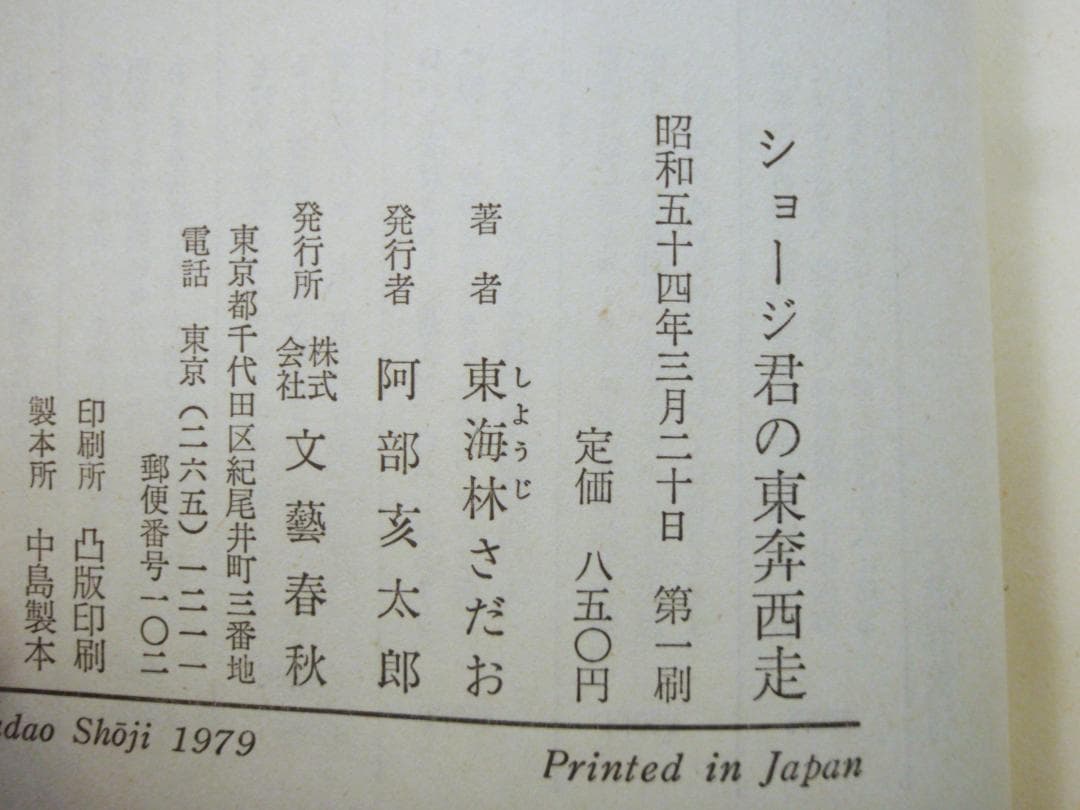 ショージ君の東奔西走
昭和五十四年三月二十日　第一刷
定価　八五〇円
著者　東海林さだお
しようじ
発行者　阿部亥太郎
発行所　株式会社　文藝春秋
東京都千代田区紀尾井町三番地
電話　東京（二六五）一二一一
郵便番号一〇二
印刷所　凸版印刷
製本所　中島製本
Shōji 1979
Printed in Japan